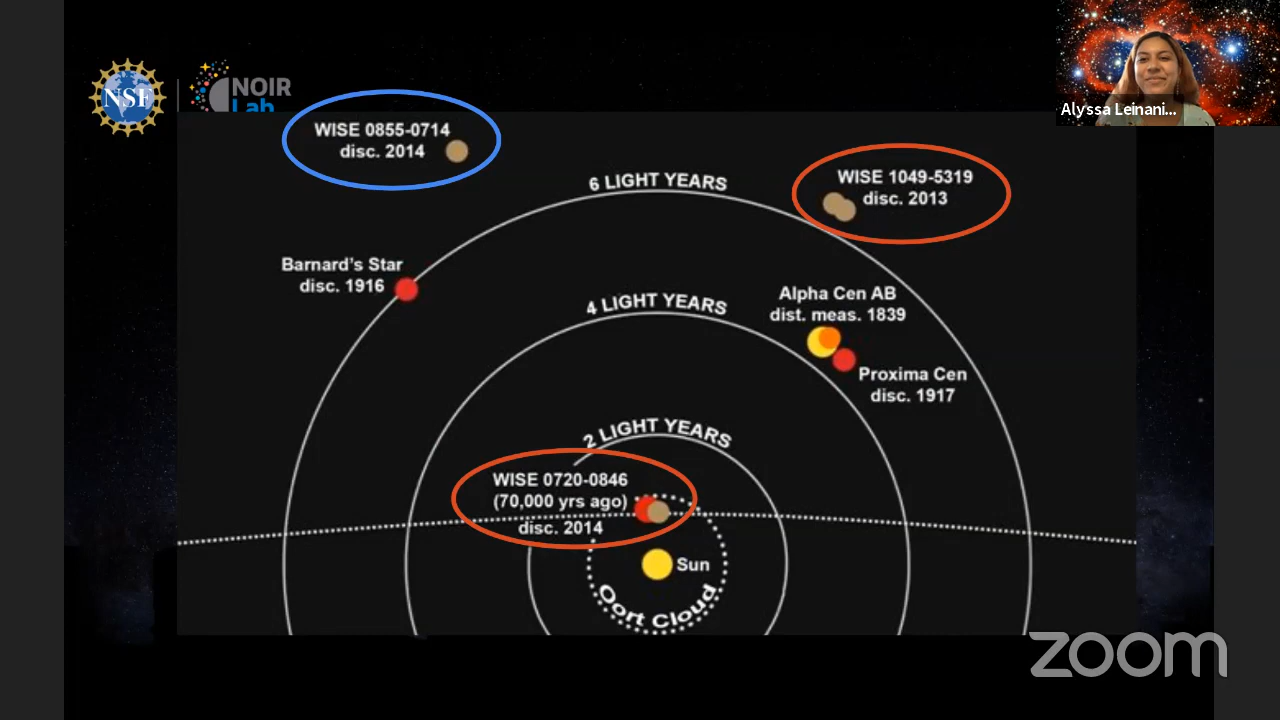 NSF
NOIR
Lab
Alyssa Leinani...
WISE 0855-0714
disc. 2014
6 LIGHT YEARS
WISE 1049-5319
disc. 2013
Barnard's Star
disc. 1916
4 LIGHT YEARS
Alpha Cen AB
dist. meas. 1839
Proxima Cen
disc. 1917
2 LIGHT YEARS
WISE 0720-0846
(70,000 yrs ago)
disc. 2014
Sun
Oort Cloud
zoom